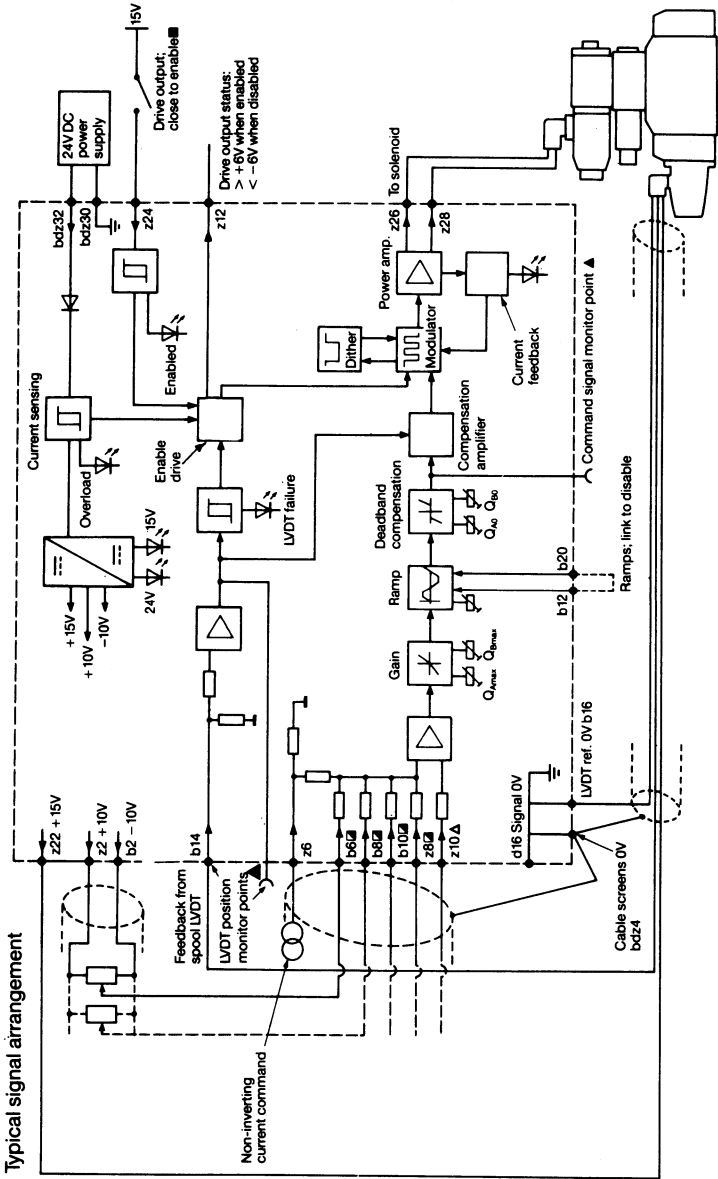 Typical signal arrangement
z22 +15V
z2 +10V
b2 −10V
b14
Feedback from
spool LVDT
LVDT position
monitor points ▲
z6
b6
b8
b10
z8
z10 △
Non-inverting
current command
Cable screens 0V
bdz4
d16 Signal 0V
LVDT ref. 0V b16
+15V
+10V
−10V
24V
15V
Overload
Current sensing
LVDT failure
Enable
drive
Enabled
Gain
QAmax
QBmax
Ramp
b12
b20
Ramps; link to disable
Deadband
compensation
QA0
QB0
Compensation
amplifier
Command signal monitor point ▲
Dither
Modulator
Power amp.
Current
feedback
bdz32
bdz30
z24
z12
z26
z28
To solenoid
24V DC
power
supply
15V
Drive output;
close to enable ■
Drive output status:
> +6V when enabled
< −6V when disabled